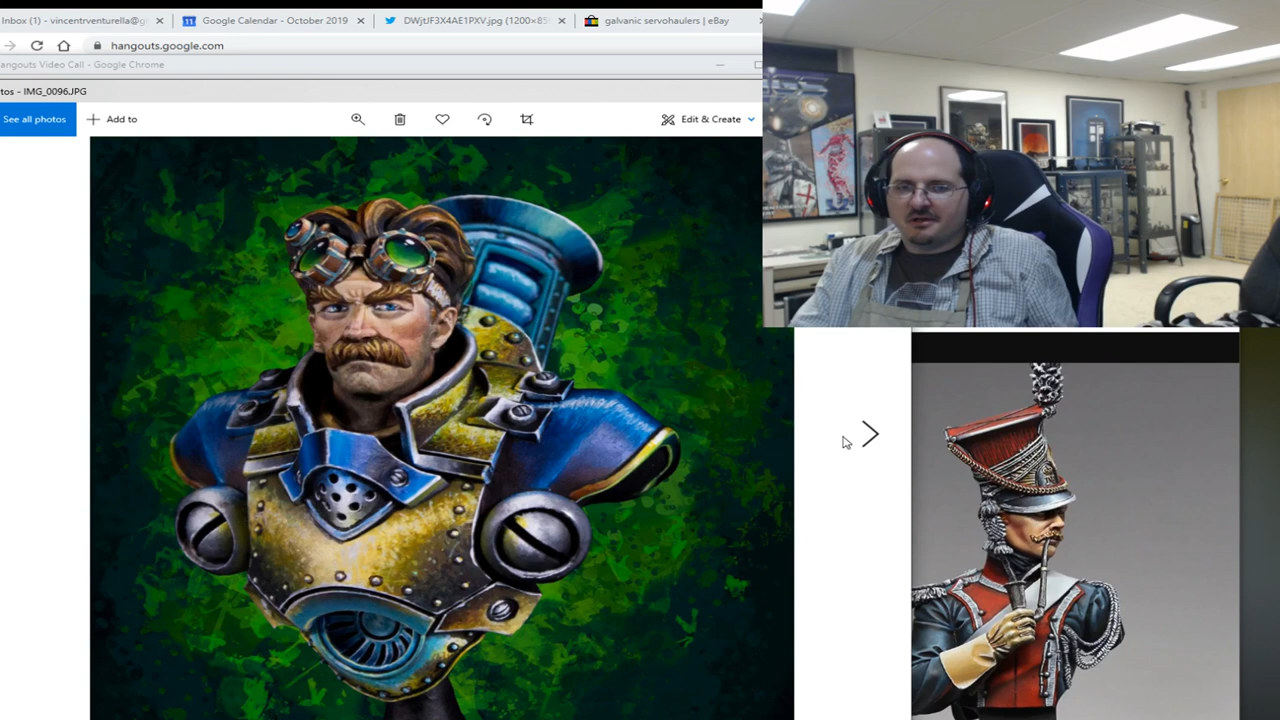 Inbox (1) - vincentrventurella@g
Google Calendar - October 2019
DWjtJF3X4AE1PXV.jpg (1200×85
galvanic servohaulers | eBay
hangouts.google.com
angouts Video Call - Google Chrome
tos - IMG_0096.JPG
See all photos
Add to
Edit & Create